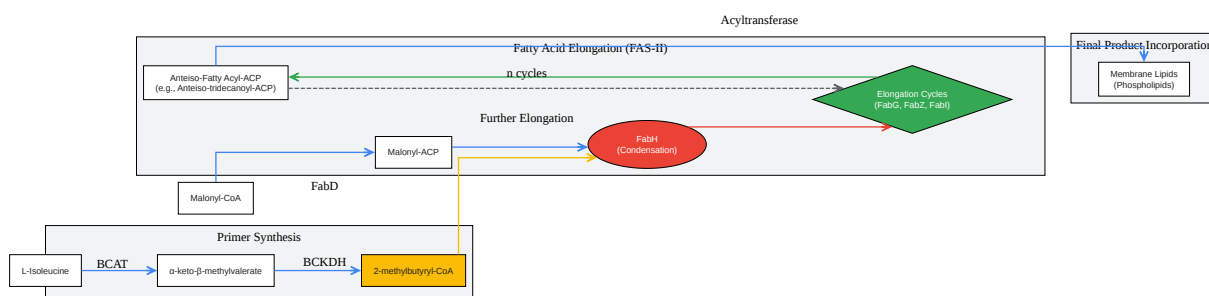 Acyltransferase
Fatty Acid Elongation (FAS-II)
Final Product Incorporation
Anteiso-Fatty Acyl-ACP
(e.g., Anteiso-tridecanoyl-ACP)
n cycles
Elongation Cycles
(FabG, FabZ, FabI)
Membrane Lipids
(Phospholipids)
Further Elongation
FabH
(Condensation)
Malonyl-ACP
FabD
Malonyl-CoA
Primer Synthesis
L-Isoleucine
BCAT
α-keto-β-methylvalerate
BCKDH
2-methylbutyryl-CoA